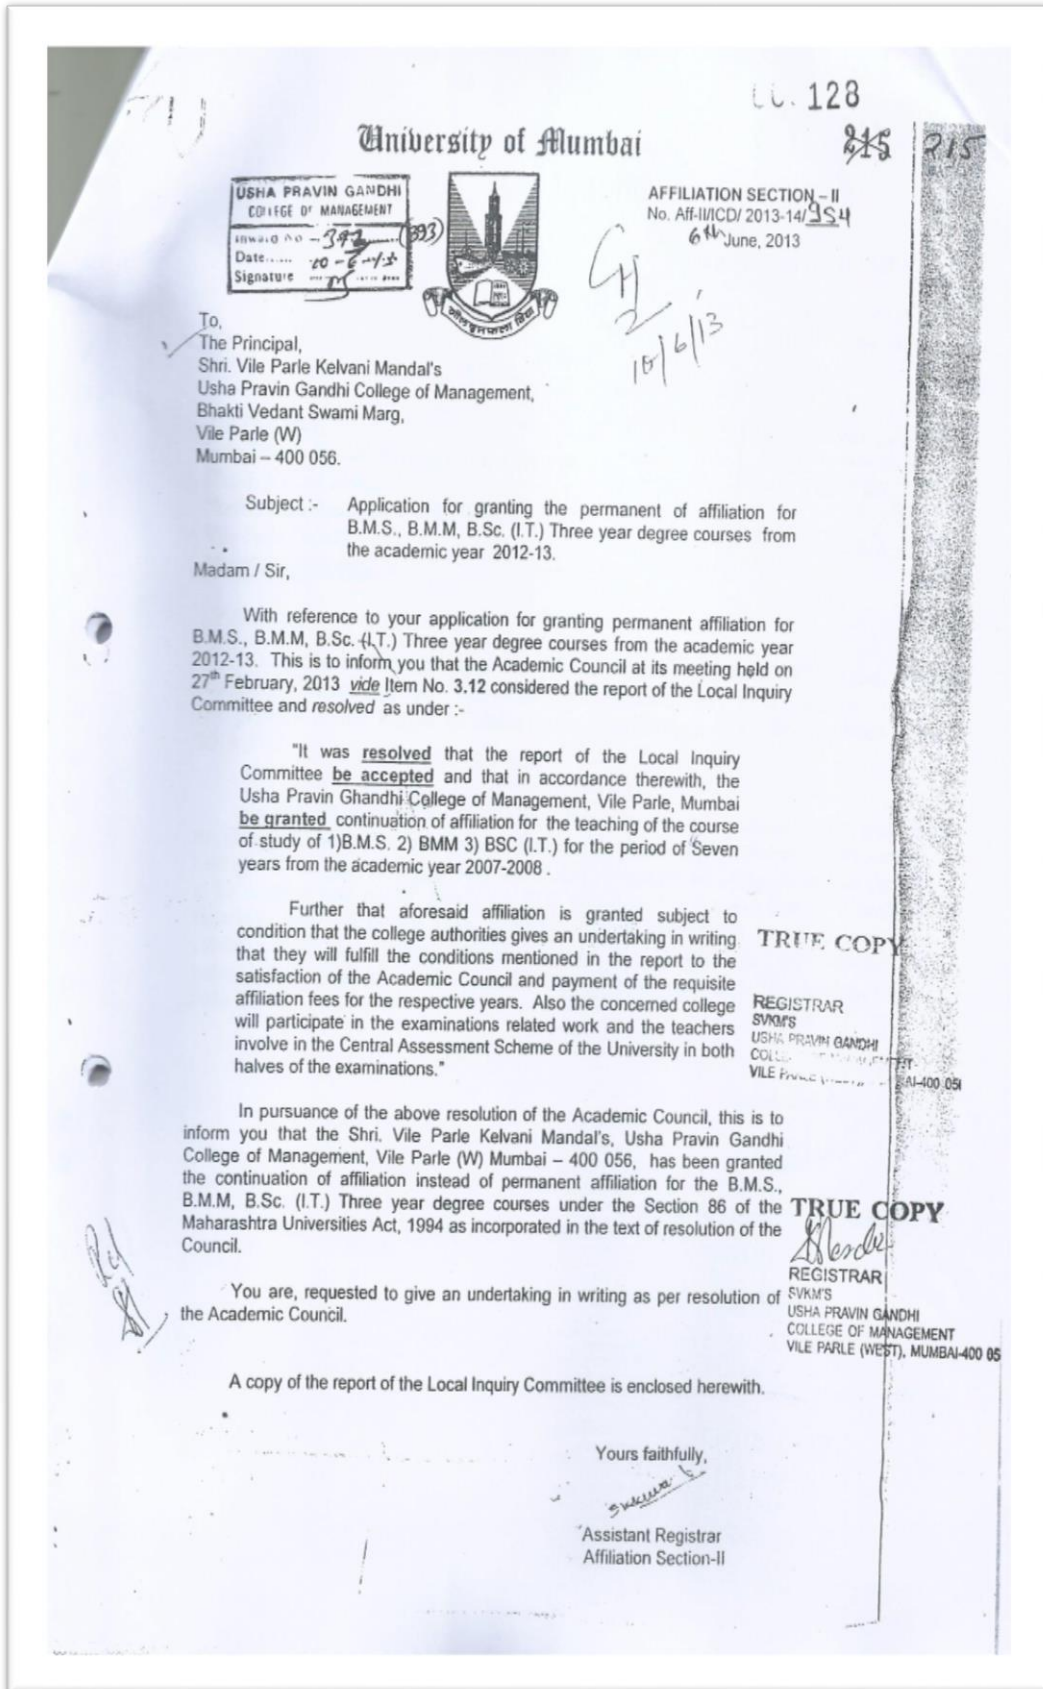 128
University of Mumbai
215
215
USHA PRAVIN GANDHI
COLLEGE OF MANAGEMENT
Inward No - 392 (393)
Date......
Signature
AFFILIATION SECTION – II
No. Aff-II/ICD/ 2013-14/954
6th June, 2013
10/6/13
To,
The Principal,
Shri. Vile Parle Kelvani Mandal's
Usha Pravin Gandhi College of Management,
Bhakti Vedant Swami Marg,
Vile Parle (W)
Mumbai – 400 056.
Subject :- Application for granting the permanent of affiliation for
B.M.S., B.M.M, B.Sc. (I.T.) Three year degree courses from
the academic year 2012-13.
Madam / Sir,
With reference to your application for granting permanent affiliation for
B.M.S., B.M.M, B.Sc. (I.T.) Three year degree courses from the academic year
2012-13. This is to inform you that the Academic Council at its meeting held on
27th February, 2013 vide Item No. 3.12 considered the report of the Local Inquiry
Committee and resolved as under :-
"It was resolved that the report of the Local Inquiry
Committee be accepted and that in accordance therewith, the
Usha Pravin Ghandhi College of Management, Vile Parle, Mumbai
be granted continuation of affiliation for the teaching of the course
of study of 1)B.M.S. 2) BMM 3) BSC (I.T.) for the period of Seven
years from the academic year 2007-2008 .
Further that aforesaid affiliation is granted subject to
condition that the college authorities gives an undertaking in writing
that they will fulfill the conditions mentioned in the report to the
satisfaction of the Academic Council and payment of the requisite
affiliation fees for the respective years. Also the concerned college
will participate in the examinations related work and the teachers
involve in the Central Assessment Scheme of the University in both
halves of the examinations."
TRUE COPY
REGISTRAR
SVKM'S
USHA PRAVIN GANDHI
VILE
AI-400 05
In pursuance of the above resolution of the Academic Council, this is to
inform you that the Shri. Vile Parle Kelvani Mandal's, Usha Pravin Gandhi
College of Management, Vile Parle (W) Mumbai – 400 056, has been granted
the continuation of affiliation instead of permanent affiliation for the B.M.S.,
B.M.M, B.Sc. (I.T.) Three year degree courses under the Section 86 of the
Maharashtra Universities Act, 1994 as incorporated in the text of resolution of the
Council.
TRUE COPY
REGISTRAR
SVKM'S
USHA PRAVIN GANDHI
COLLEGE OF MANAGEMENT
VILE PARLE (WEST), MUMBAI-400 05
You are, requested to give an undertaking in writing as per resolution of
the Academic Council.
A copy of the report of the Local Inquiry Committee is enclosed herewith.
Yours faithfully,
Assistant Registrar
Affiliation Section-II